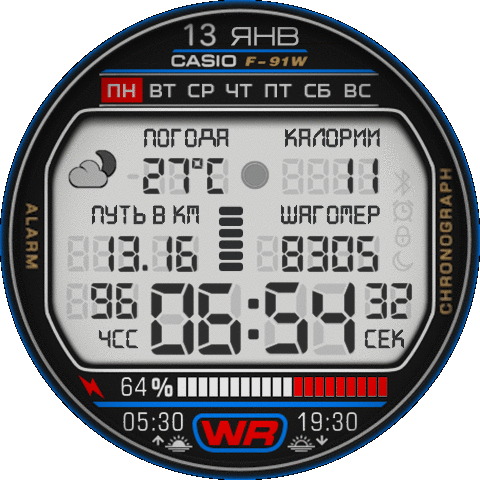 13 ЯНВ
CASIO F-91W
ПН ВТ СР ЧТ ПТ СБ ВС
ПОГОДА КАЛОРИИ
27°C 11
ПУТЬ В КМ ШАГОМЕР
13.16 8305
36 06:54 32
ЧСС СЕК
ALARM
CHRONOGRAPH
64%
05:30 WR 19:30